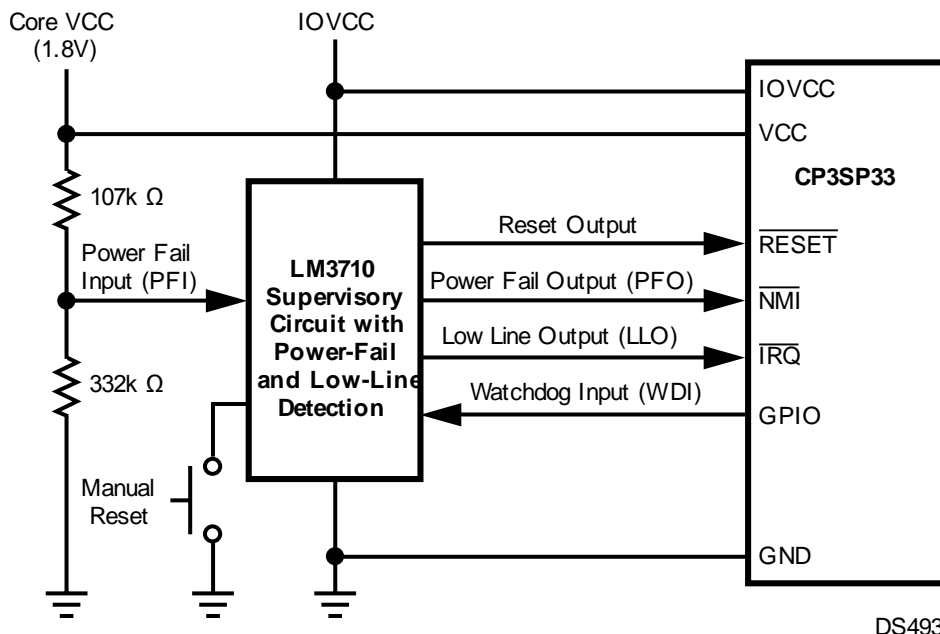 Core VCC
(1.8V)
IOVCC
IOVCC
VCC
CP3SP33
107k Ω
Power Fail
Input (PFI)
LM3710
Supervisory
Circuit with
Power-Fail
and Low-Line
Detection
Reset Output
RESET
Power Fail Output (PFO)
NMI
Low Line Output (LLO)
IRQ
Watchdog Input (WDI)
GPIO
332k Ω
Manual
Reset
GND
DS493